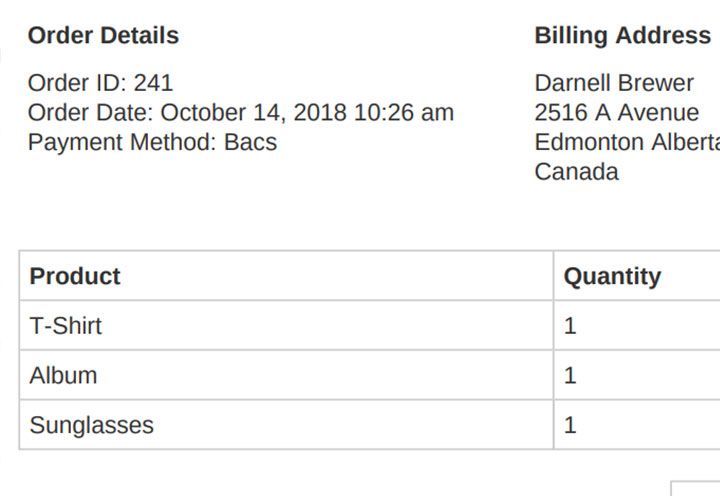 Order Details
Order ID: 241
Order Date: October 14, 2018 10:26 am
Payment Method: Bacs
Billing Address
Darnell Brewer
2516 A Avenue
Edmonton Alberta
Canada
Product Quantity
T-Shirt 1
Album 1
Sunglasses 1